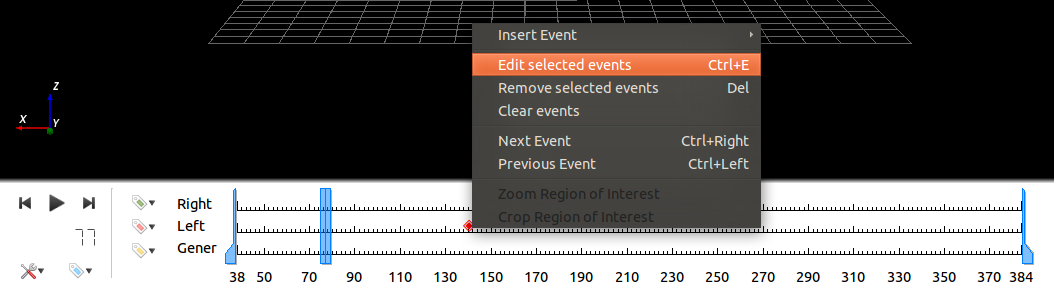 Insert Event
Edit selected events Ctrl+E
Remove selected events Del
Clear events
Next Event Ctrl+Right
Previous Event Ctrl+Left
Zoom Region of Interest
Crop Region of Interest
Z
X
Y
Right
Left
77
Gener
38 50 70 90 110 130 150 170 190 210 230 250 270 290 310 330 350 370 384